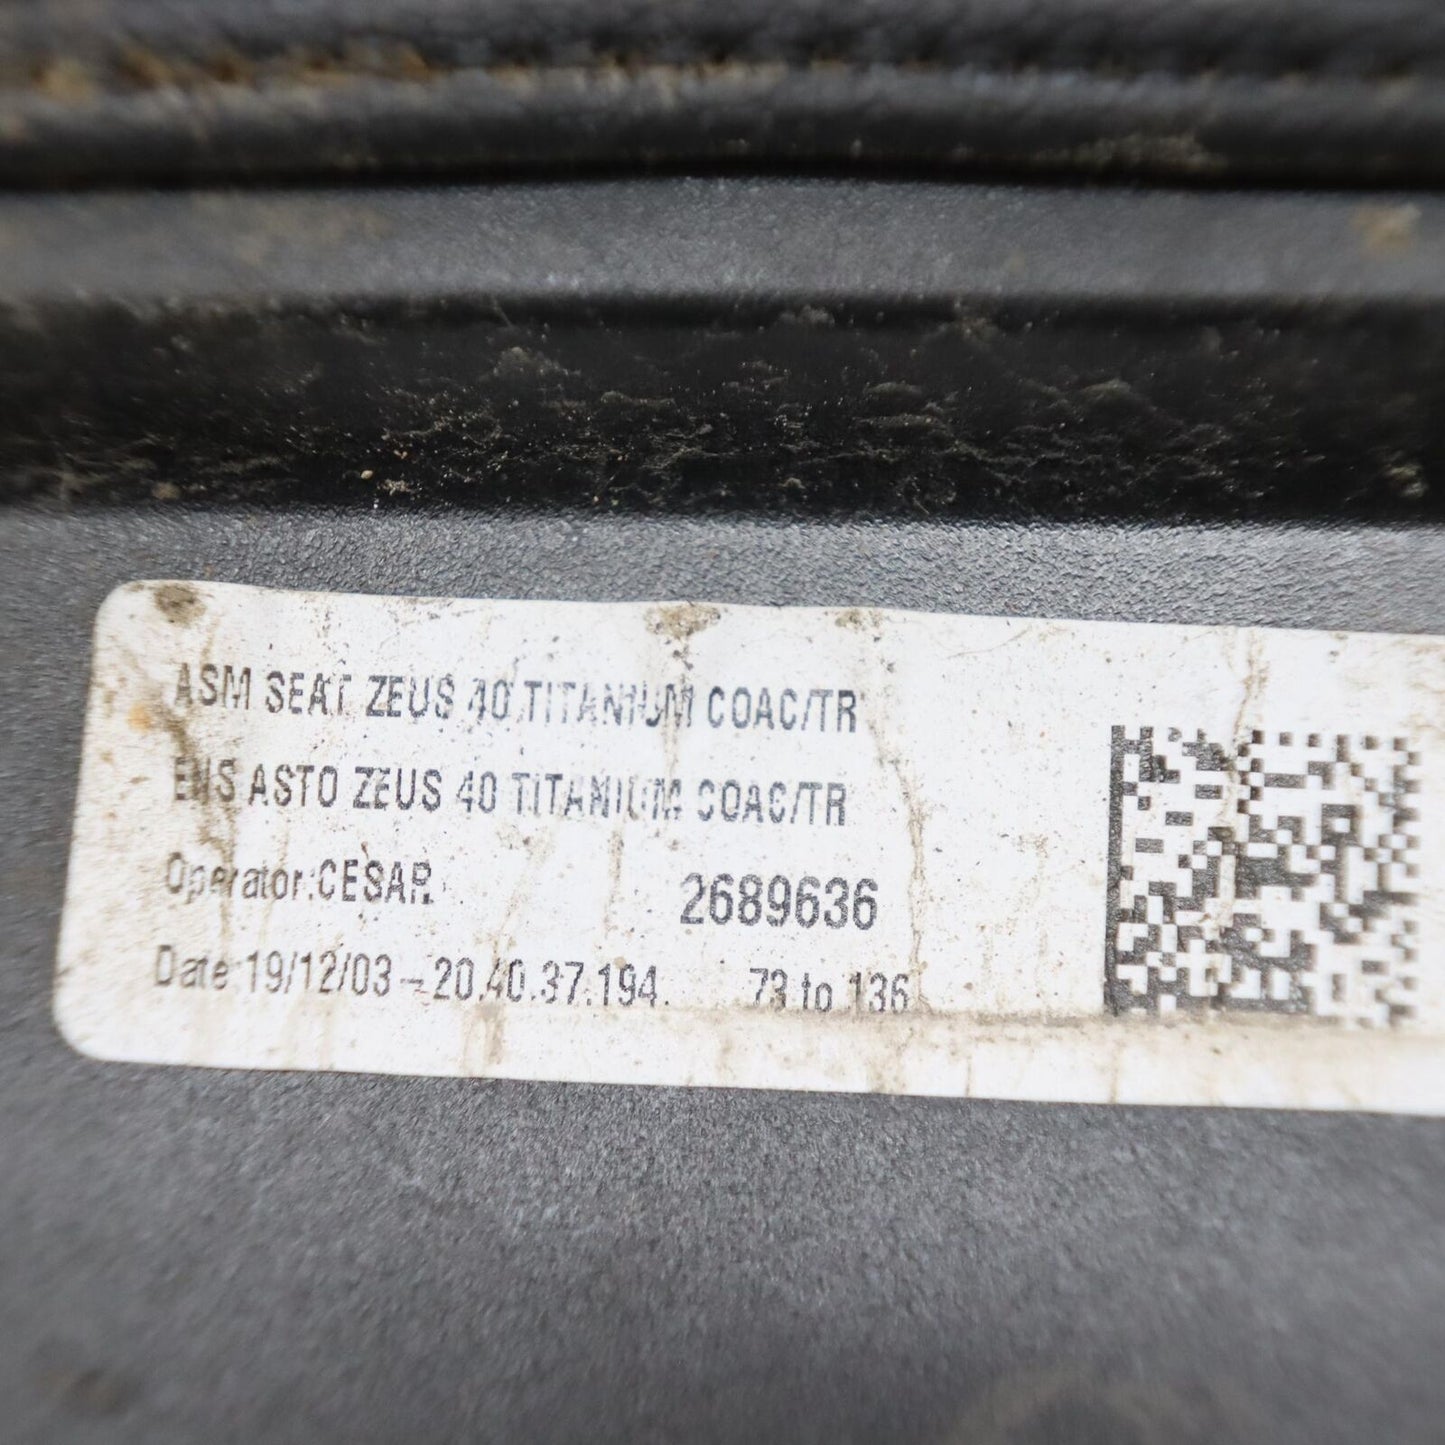 ASM SEAT ZEUS 40 TITANIUM COAC/TR
ENS ASTO ZEUS 40 TITANIUM COAC/TR
Operator:CESAR. 2689636
Date:19/12/03-20.40.37.194. 73 to 136